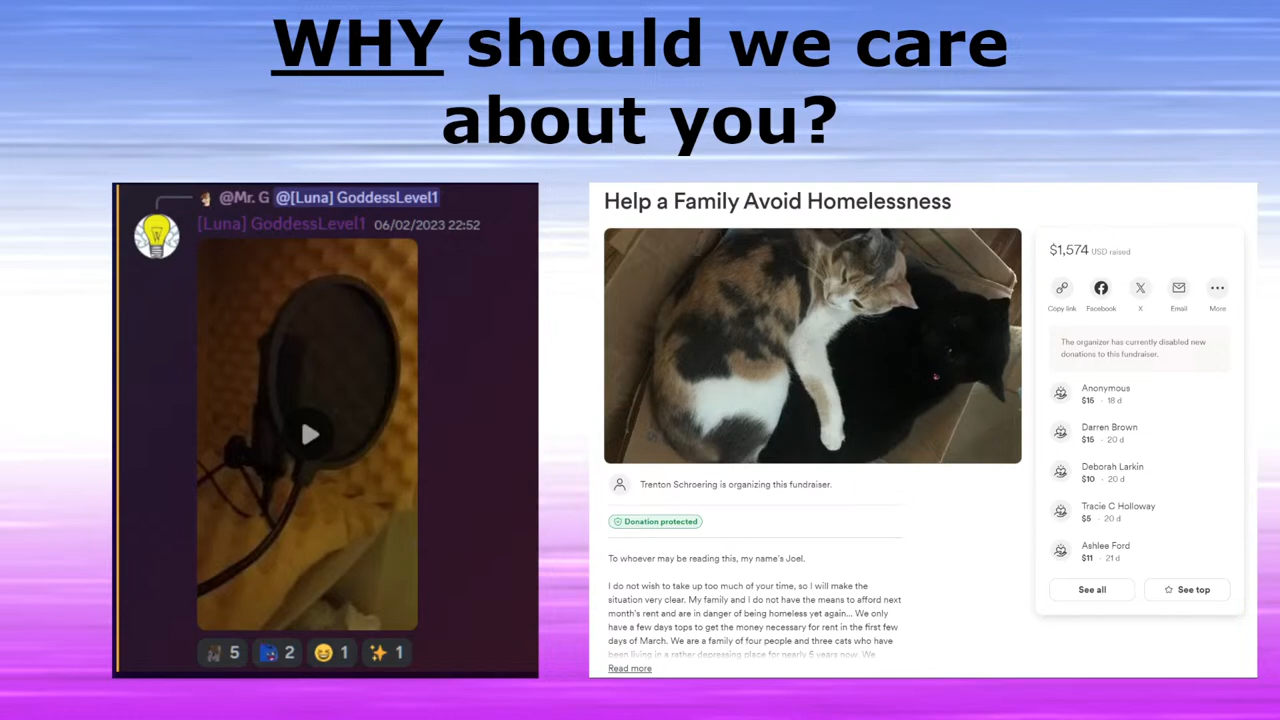 WHY should we care
about you?
@Mr. G @[Luna] GoddessLevel1
[Luna] GoddessLevel1 06/02/2023 22:52
5 2 1 1
Help a Family Avoid Homelessness
Trenton Schroering is organizing this fundraiser.
Donation protected
To whoever may be reading this, my name's Joel.
I do not wish to take up too much of your time, so I will make the
situation very clear. My family and I do not have the means to afford next
month's rent and are in danger of being homeless yet again... We only
have a few days tops to get the money necessary for rent in the first few
days of March. We are a family of four people and three cats who have
been living in a rather depressing place for nearly 5 years now. We
Read more
$1,574 USD raised
Copy link Facebook X Email More
The organizer has currently disabled new
donations to this fundraiser.
Anonymous
$15 · 18 d
Darren Brown
$15 · 20 d
Deborah Larkin
$10 · 20 d
Tracie C Holloway
$5 · 20 d
Ashlee Ford
$11 · 21 d
See all See top